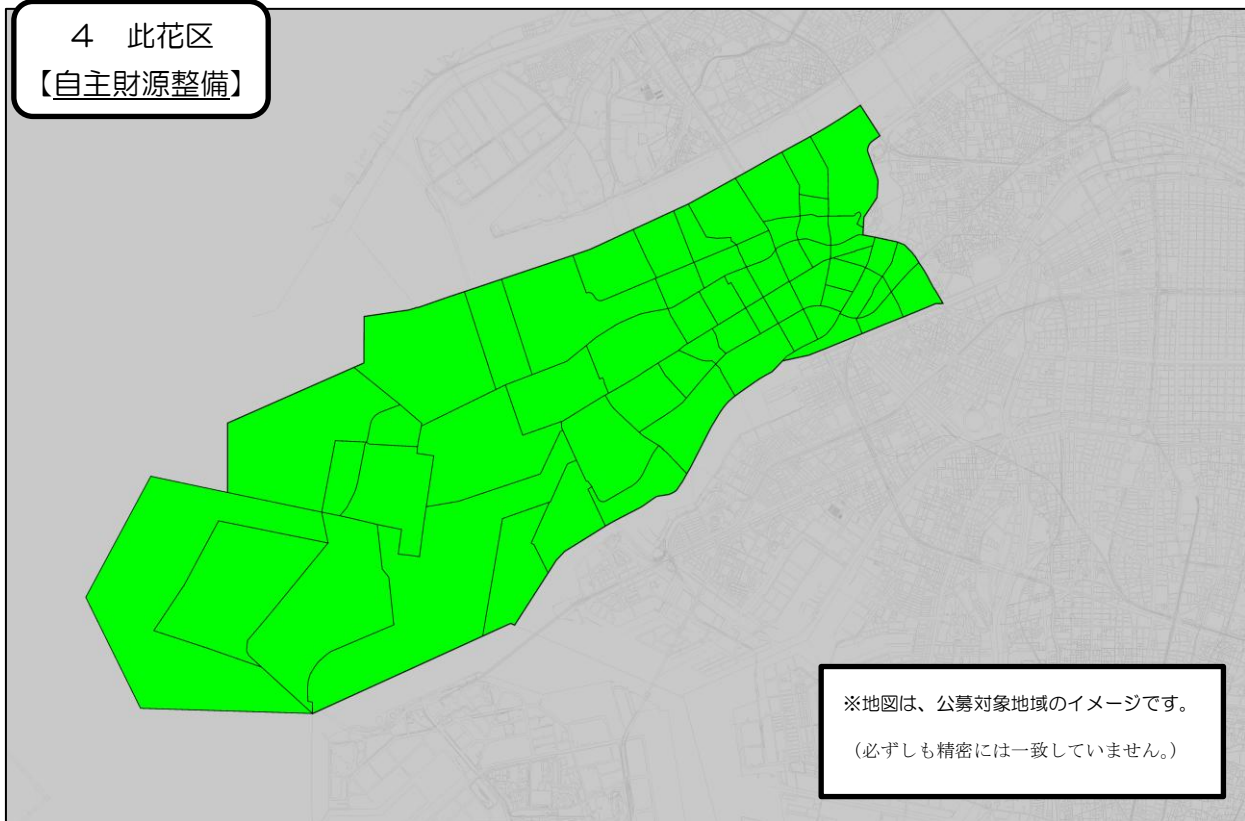 ４　此花区
【自主財源整備】
※地図は、公募対象地域のイメージです。
（必ずしも精密には一致していません。）